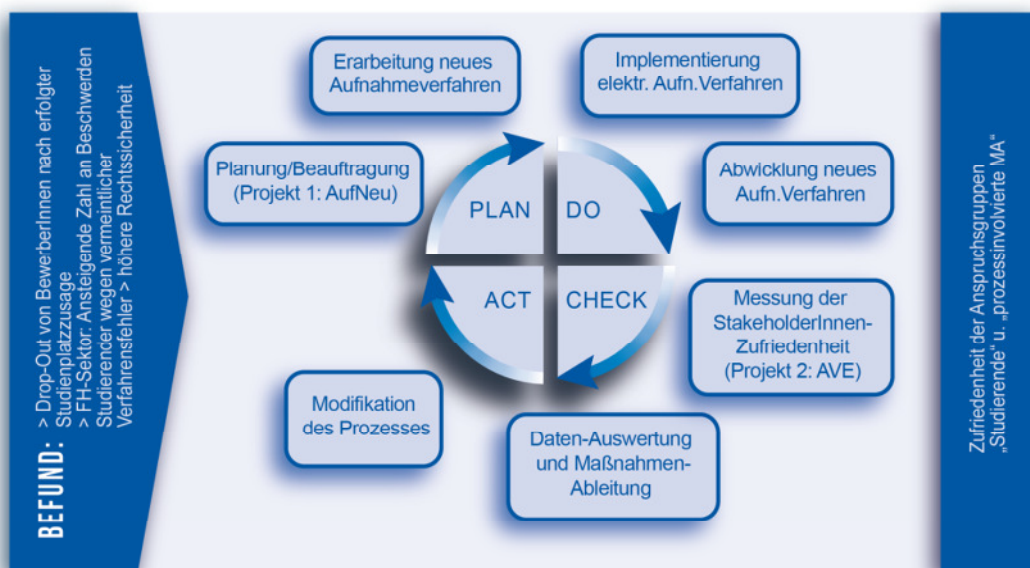 BEFUND:
> Drop-Out von BewerberInnen nach erfolgter
Studienplatzzusage
> FH-Sektor: Ansteigende Zahl an Beschwerden
Studierencer wegen vermeintlicher
Verfahrensfehler > höhere Rechtssicherheit
Erarbeitung neues
Aufnahmeverfahren
Implementierung
elektr. Aufn.Verfahren
Planung/Beauftragung
(Projekt 1: AufNeu)
Abwicklung neues
Aufn.Verfahren
PLAN
DO
ACT
CHECK
Messung der
StakeholderInnen-
Zufriedenheit
(Projekt 2: AVE)
Modifikation
des Prozesses
Daten-Auswertung
und Maßnahmen-
Ableitung
Zufriedenheit der Anspruchsgruppen
„Studierende“ u. „prozessinvolvierte MA“